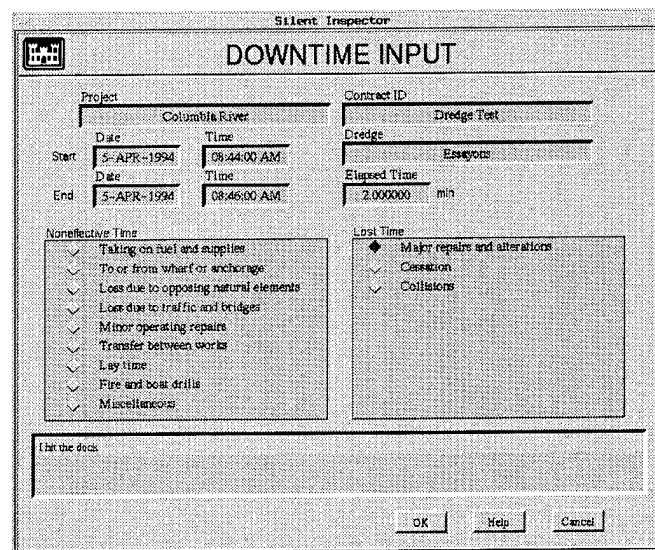 Silent Inspector
DOWNTIME INPUT
Project
Contract ID
Columbia River
Dredge Test
Date
Time
Dredge
Start
5-APR-1994
08:44:00 AM
Essayons
Date
Time
Elapsed Time
End
5-APR-1994
08:46:00 AM
2.000000
min
Noneffective Time
Taking on fuel and supplies
To or from wharf or anchorage
Loss due to opposing natural elements
Loss due to traffic and bridges
Minor operating repairs
Transfer between works
Lay time
Fire and boat drills
Miscellaneous
Lost Time
Major repairs and alterations
Cessation
Collisions
I hit the dock
OK
Help
Cancel